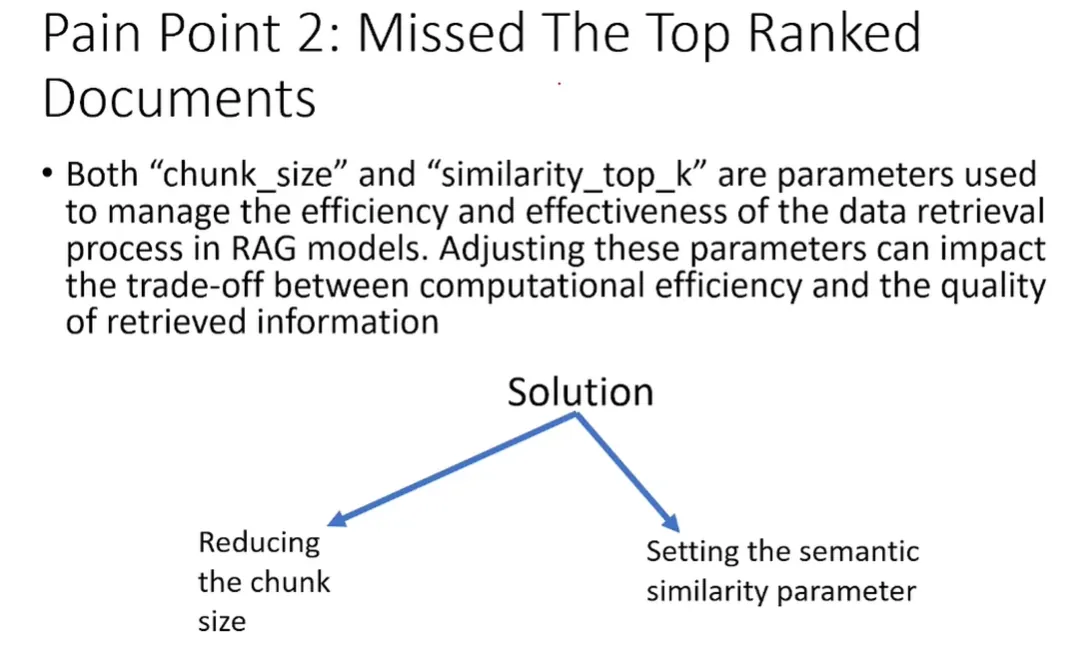 Pain Point 2: Missed The Top Ranked
Documents
• Both “chunk_size” and “similarity_top_k” are parameters used
to manage the efficiency and effectiveness of the data retrieval
process in RAG models. Adjusting these parameters can impact
the trade-off between computational efficiency and the quality
of retrieved information
Solution
Reducing
the chunk
size
Setting the semantic
similarity parameter